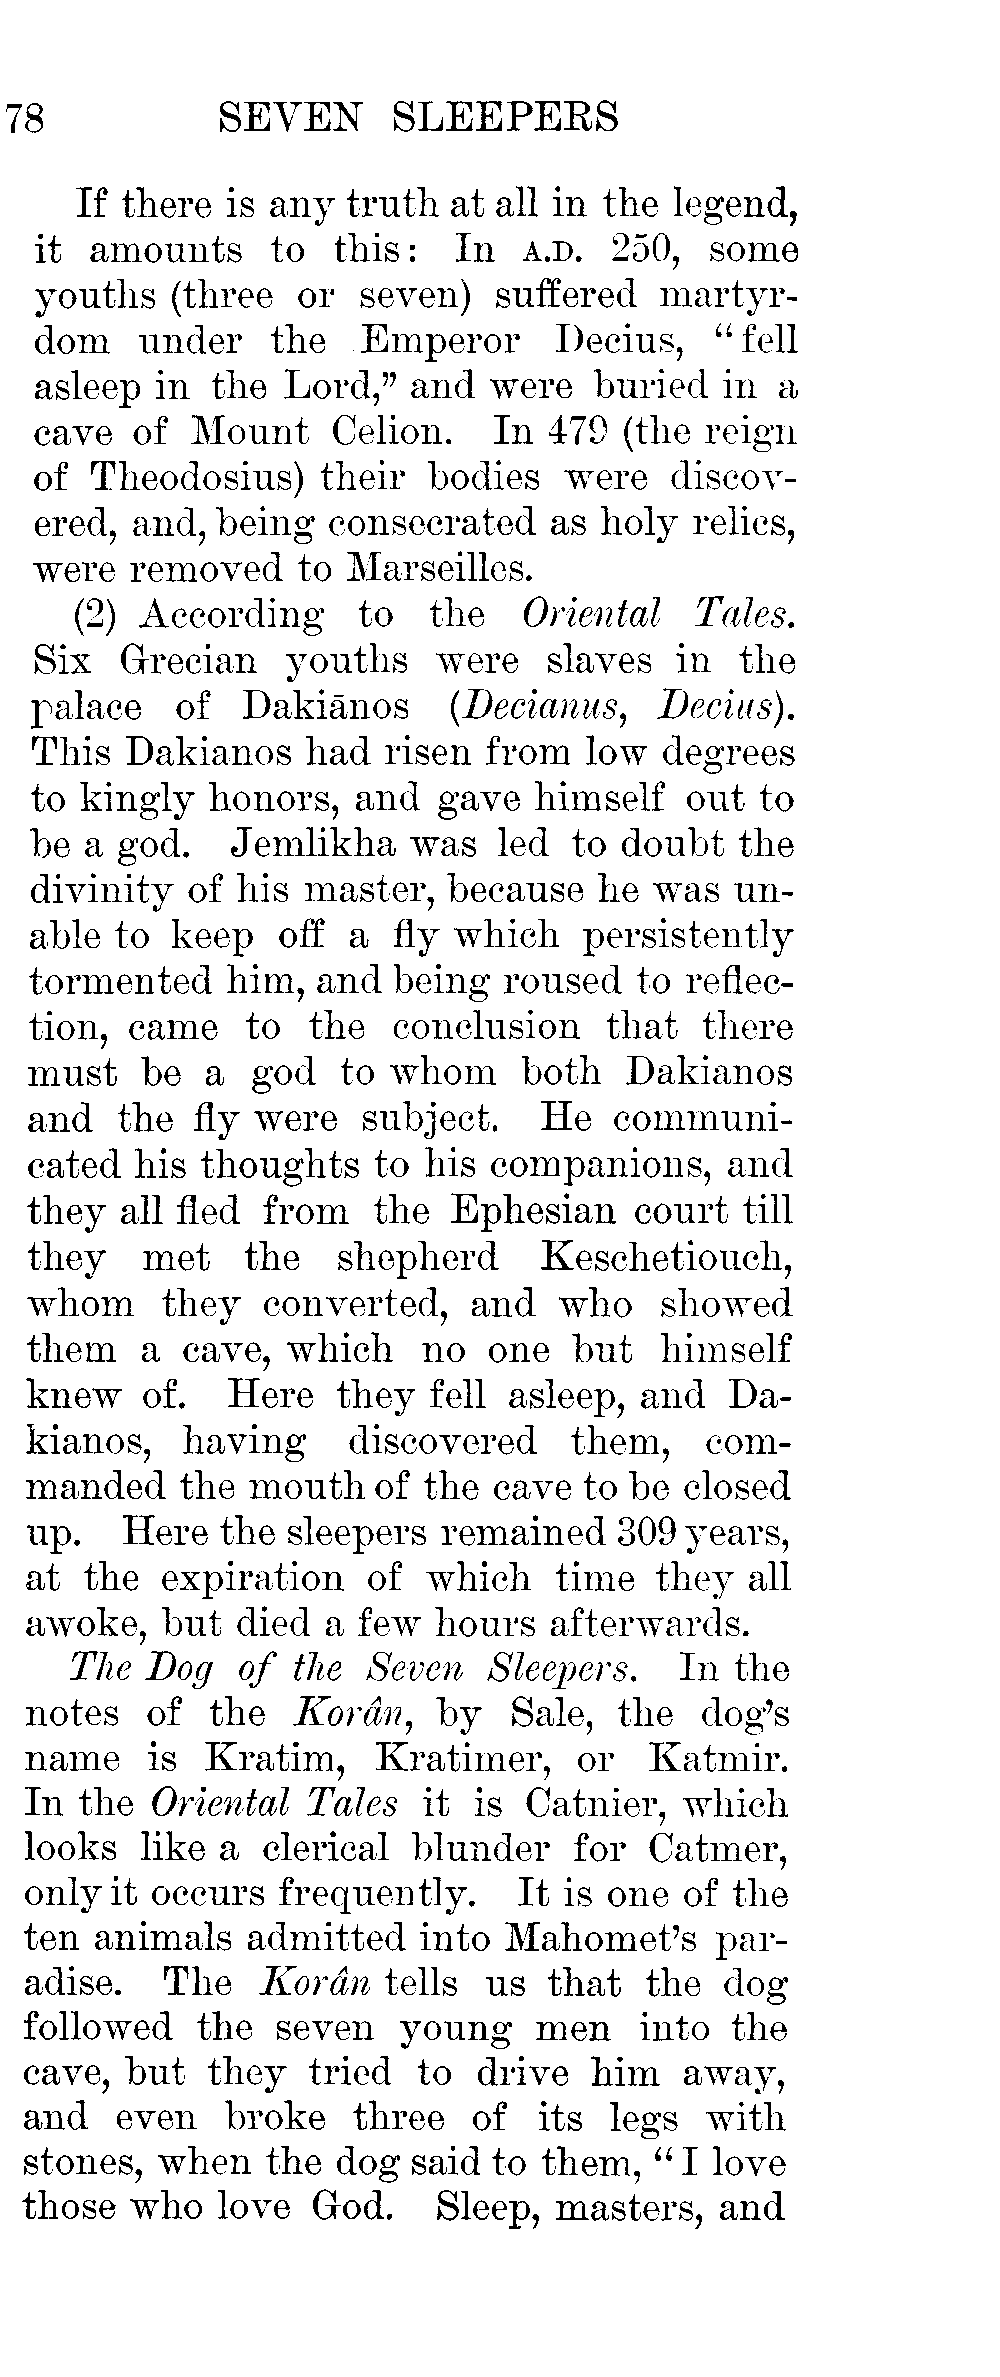 78 SEVEN SLEEPERS
If there is any truth at all in the legend,
it amounts to this: In A.D. 250, some
youths (three or seven) suffered martyr-
dom under the Emperor Decius, “fell
asleep in the Lord,” and were buried in a
cave of Mount Celion. In 479 (the reign
of Theodosius) their bodies were discov-
ered, and, being consecrated as holy relics,
were removed to Marseilles.
(2) According to the Oriental Tales.
Six Grecian youths were slaves in the
palace of Dakiānos (Decianus, Decius).
This Dakianos had risen from low degrees
to kingly honors, and gave himself out to
be a god. Jemlikha was led to doubt the
divinity of his master, because he was un-
able to keep off a fly which persistently
tormented him, and being roused to reflec-
tion, came to the conclusion that there
must be a god to whom both Dakianos
and the fly were subject. He communi-
cated his thoughts to his companions, and
they all fled from the Ephesian court till
they met the shepherd Keschetiouch,
whom they converted, and who showed
them a cave, which no one but himself
knew of. Here they fell asleep, and Da-
kianos, having discovered them, com-
manded the mouth of the cave to be closed
up. Here the sleepers remained 309 years,
at the expiration of which time they all
awoke, but died a few hours afterwards.
The Dog of the Seven Sleepers. In the
notes of the Korân, by Sale, the dog’s
name is Kratim, Kratimer, or Katmir.
In the Oriental Tales it is Catnier, which
looks like a clerical blunder for Catmer,
only it occurs frequently. It is one of the
ten animals admitted into Mahomet’s par-
adise. The Korân tells us that the dog
followed the seven young men into the
cave, but they tried to drive him away,
and even broke three of its legs with
stones, when the dog said to them, “I love
those who love God. Sleep, masters, and